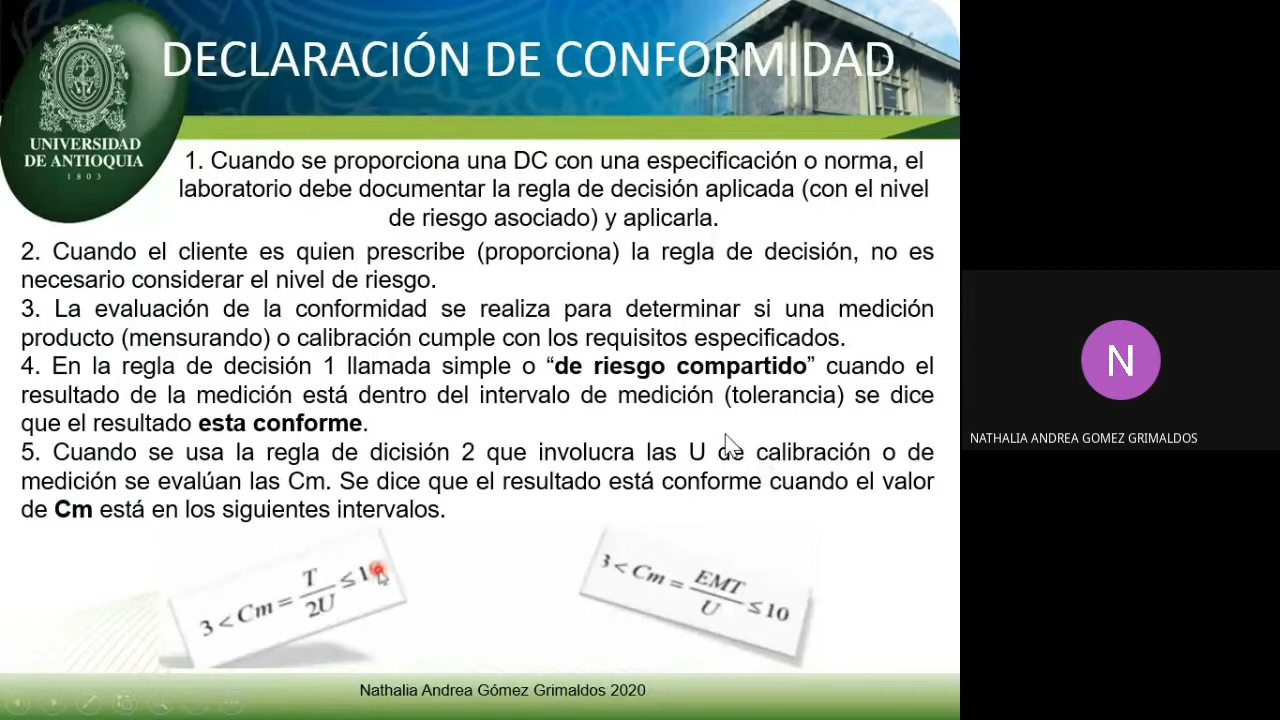 DECLARACIÓN DE CONFORMIDAD
UNIVERSIDAD
DE ANTIOQUIA
1803
1. Cuando se proporciona una DC con una especificación o norma, el
laboratorio debe documentar la regla de decisión aplicada (con el nivel
de riesgo asociado) y aplicarla.
2. Cuando el cliente es quien prescribe (proporciona) la regla de decisión, no es
necesario considerar el nivel de riesgo.
3. La evaluación de la conformidad se realiza para determinar si una medición
producto (mensurando) o calibración cumple con los requisitos especificados.
4. En la regla de decisión 1 llamada simple o “de riesgo compartido” cuando el
resultado de la medición está dentro del intervalo de medición (tolerancia) se dice
que el resultado esta conforme.
5. Cuando se usa la regla de dicisión 2 que involucra las U de calibración o de
medición se evalúan las Cm. Se dice que el resultado está conforme cuando el valor
de Cm está en los siguientes intervalos.
3 < Cm = T / 2U ≤ 1
3 < Cm = EMT / U ≤ 10
Nathalia Andrea Gómez Grimaldos 2020
N
NATHALIA ANDREA GOMEZ GRIMALDOS